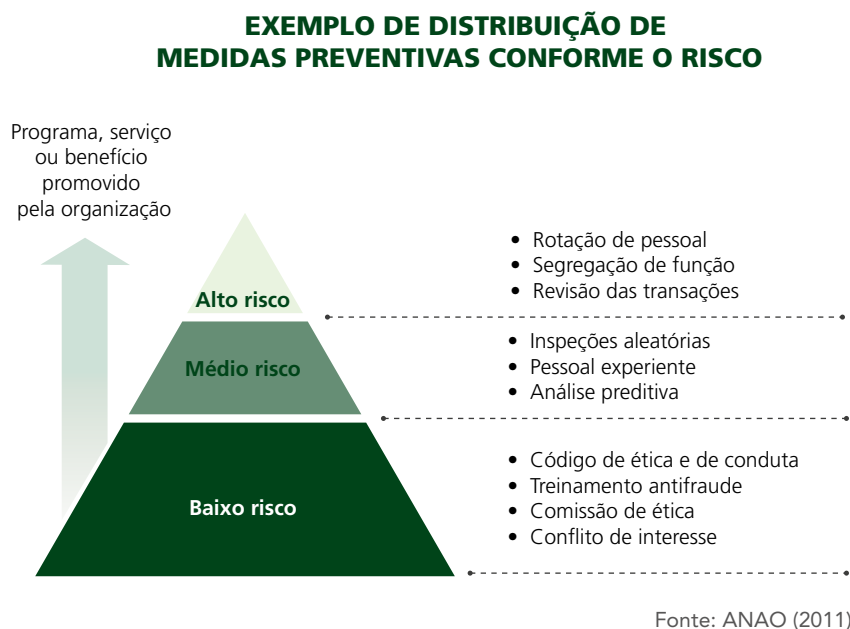 EXEMPLO DE DISTRIBUIÇÃO DE
MEDIDAS PREVENTIVAS CONFORME O RISCO
Programa, serviço
ou benefício
promovido
pela organização
Alto risco
• Rotação de pessoal
• Segregação de função
• Revisão das transações
Médio risco
• Inspeções aleatórias
• Pessoal experiente
• Análise preditiva
Baixo risco
• Código de ética e de conduta
• Treinamento antifraude
• Comissão de ética
• Conflito de interesse
Fonte: ANAO (2011)